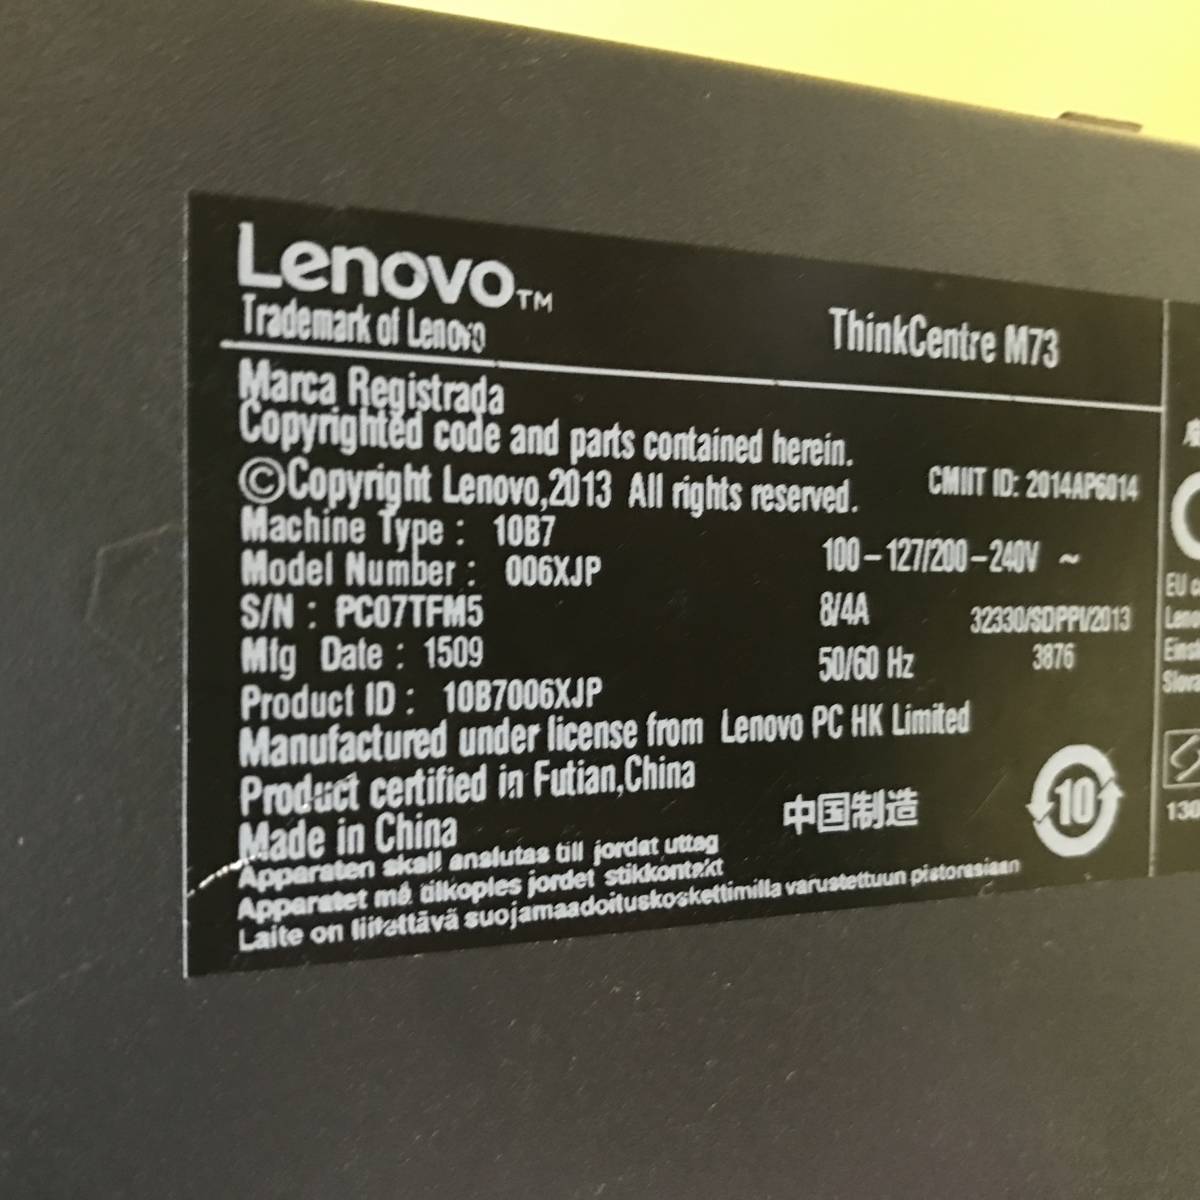 Lenovo™
Trademark of Lenovo
ThinkCentre M73
Marca Registrada
Copyrighted code and parts contained herein.
©Copyright Lenovo,2013 All rights reserved.
CMIIT ID: 2014AP6014
Machine Type : 10B7
100-127/200-240V ~
Model Number : 006XJP
S/N : PC07TFM5
8/4A
32330/SDPPI/2013
Mfg Date : 1509
50/60 Hz
3876
Product ID : 10B7006XJP
Manufactured under license from Lenovo PC HK Limited
Product certified in Futian,China
Made in China
中国制造
10
Apparaten skall anslutas till jordat uttag
Apparatet må tilkoples jordet stikkontakt
Laite on liitettävä suojamaadoituskoskettimilla varustettuun pistorasiaan
EU
130